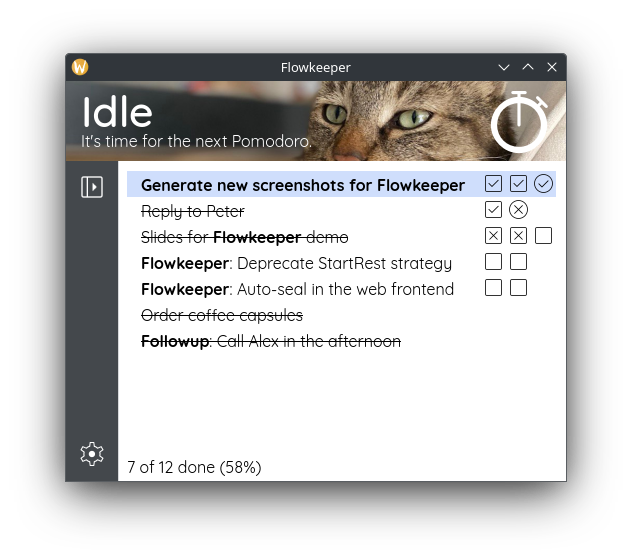 Flowkeeper
Idle
It's time for the next Pomodoro.
Generate new screenshots for Flowkeeper
Reply to Peter
Slides for Flowkeeper demo
Flowkeeper: Deprecate StartRest strategy
Flowkeeper: Auto-seal in the web frontend
Order coffee capsules
Followup: Call Alex in the afternoon
7 of 12 done (58%)